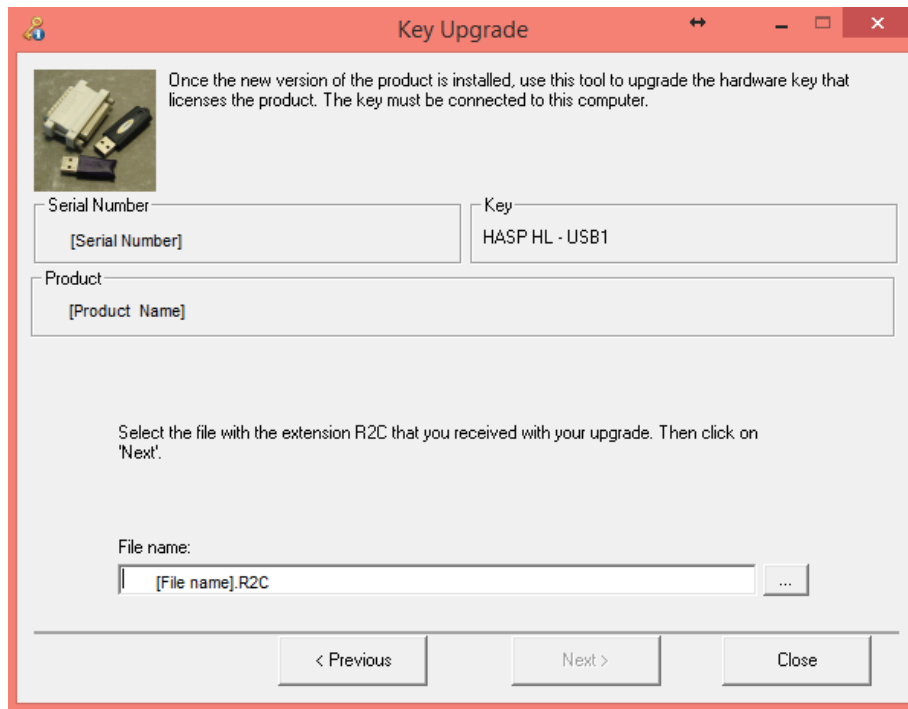 Key Upgrade
Once the new version of the product is installed, use this tool to upgrade the hardware key that
licenses the product. The key must be connected to this computer.
Serial Number
[Serial Number]
Key
HASP HL - USB1
Product
[Product Name]
Select the file with the extension R2C that you received with your upgrade. Then click on
'Next'.
File name:
[File name].R2C
...
< Previous
Next >
Close